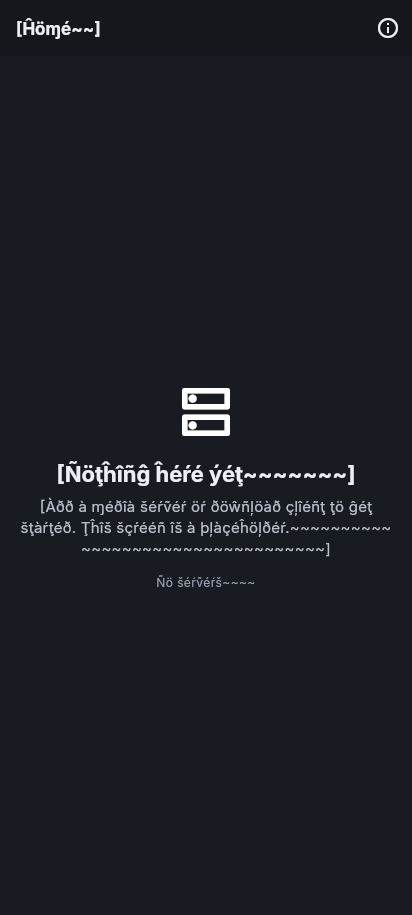 [Ĥöɱé~~]
[Ñöţĥîñĝ ĥéŕé ýéţ~~~~~~~]
[Àðð à ɱéðîà šéŕṽéŕ öŕ ðöŵñļöàð çļîéñţ ţö ĝéţ
šţàŕţéð. Ţĥîš šçŕééñ îš à þļàçéĥöļðéŕ.~~~~~~~~~~
~~~~~~~~~~~~~~~~~~~~~~~~]
Ñö šéŕṽéŕš~~~~